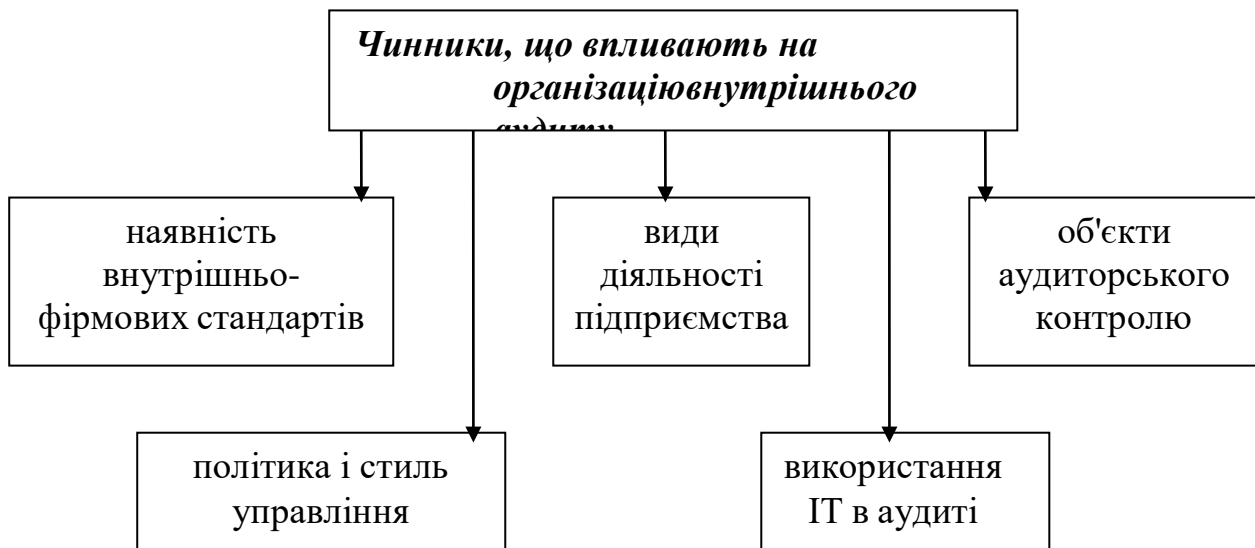 Чинники, що впливають на
організаціювнутрішнього
аудиту
наявність
внутрішньо-
фірмових стандартів
види
діяльності
підприємства
об'єкти
аудиторського
контролю
політика і стиль
управління
використання
ІТ в аудиті